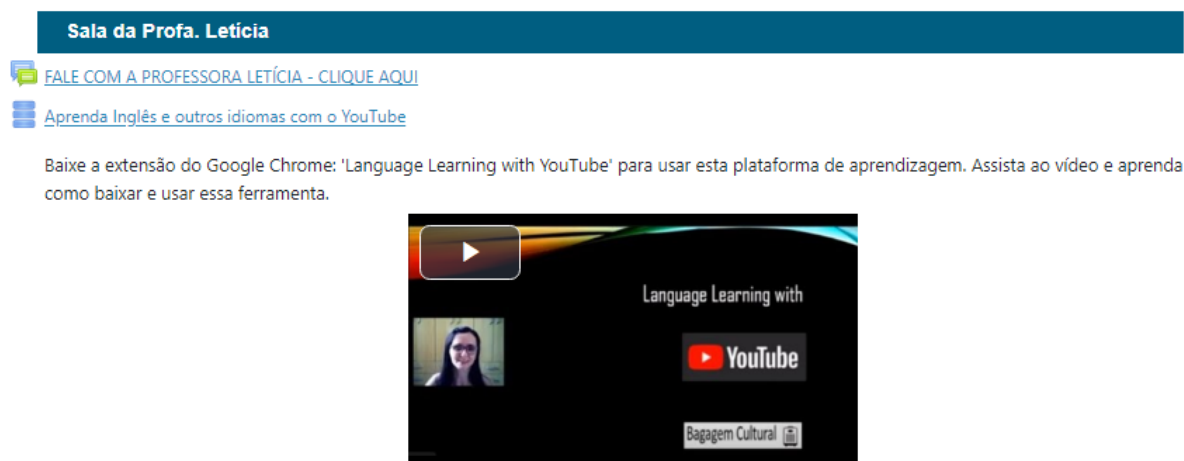 Sala da Profa. Letícia
FALE COM A PROFESSORA LETÍCIA - CLIQUE AQUI
Aprenda Inglês e outros idiomas com o YouTube
Baixe a extensão do Google Chrome: 'Language Learning with YouTube' para usar esta plataforma de aprendizagem. Assista ao vídeo e aprenda
como baixar e usar essa ferramenta.
Language Learning with
YouTube
Bagagem Cultural